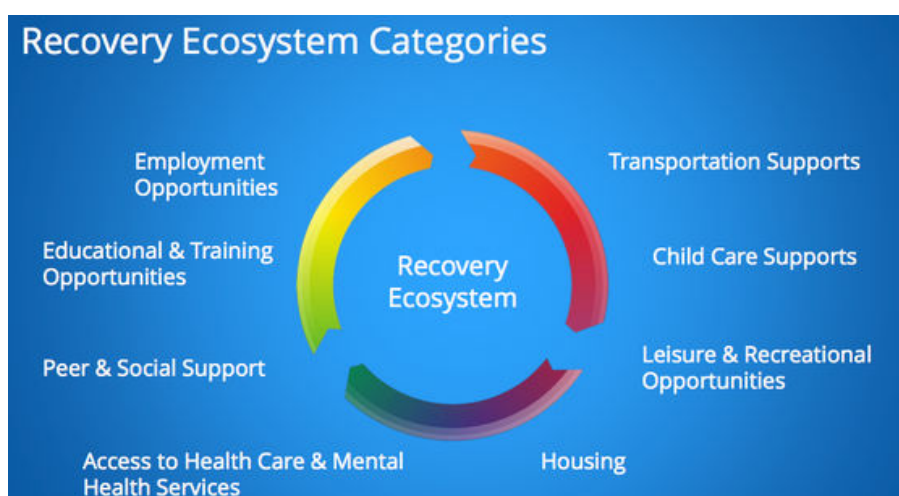 Recovery Ecosystem Categories
Employment
Opportunities
Transportation Supports
Educational & Training
Opportunities
Child Care Supports
Recovery
Ecosystem
Peer & Social Support
Leisure & Recreational
Opportunities
Access to Health Care & Mental
Health Services
Housing